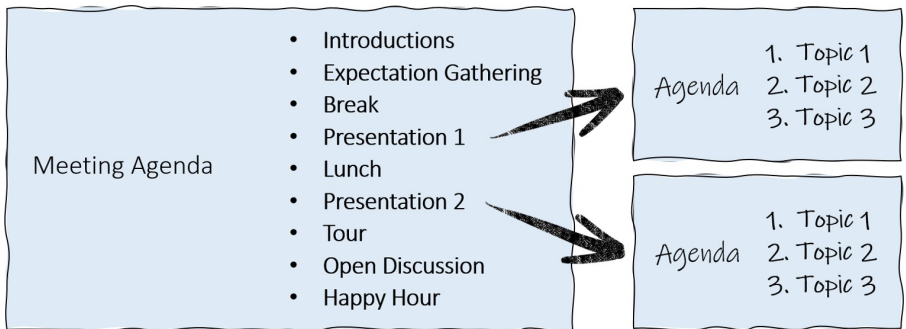 Meeting Agenda
• Introductions
• Expectation Gathering
• Break
• Presentation 1
• Lunch
• Presentation 2
• Tour
• Open Discussion
• Happy Hour
Agenda
1. Topic 1
2. Topic 2
3. Topic 3
Agenda
1. Topic 1
2. Topic 2
3. Topic 3